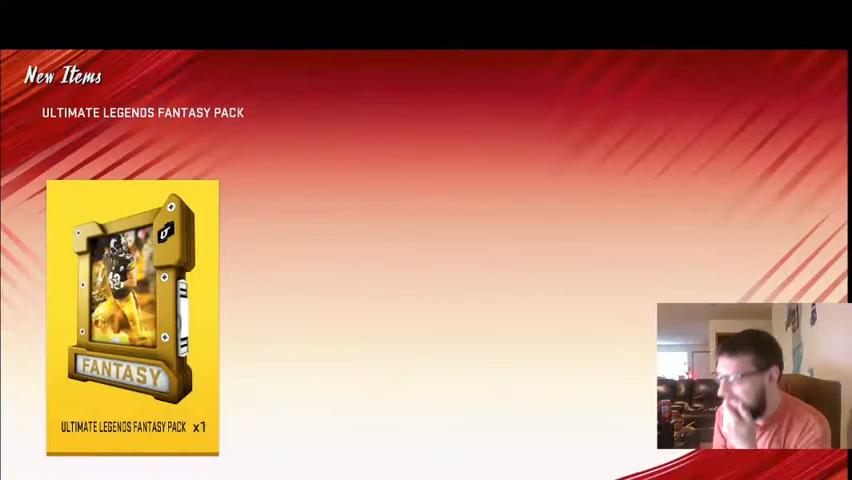 New Items
ULTIMATE LEGENDS FANTASY PACK
FANTASY
ULTIMATE LEGENDS FANTASY PACK x1